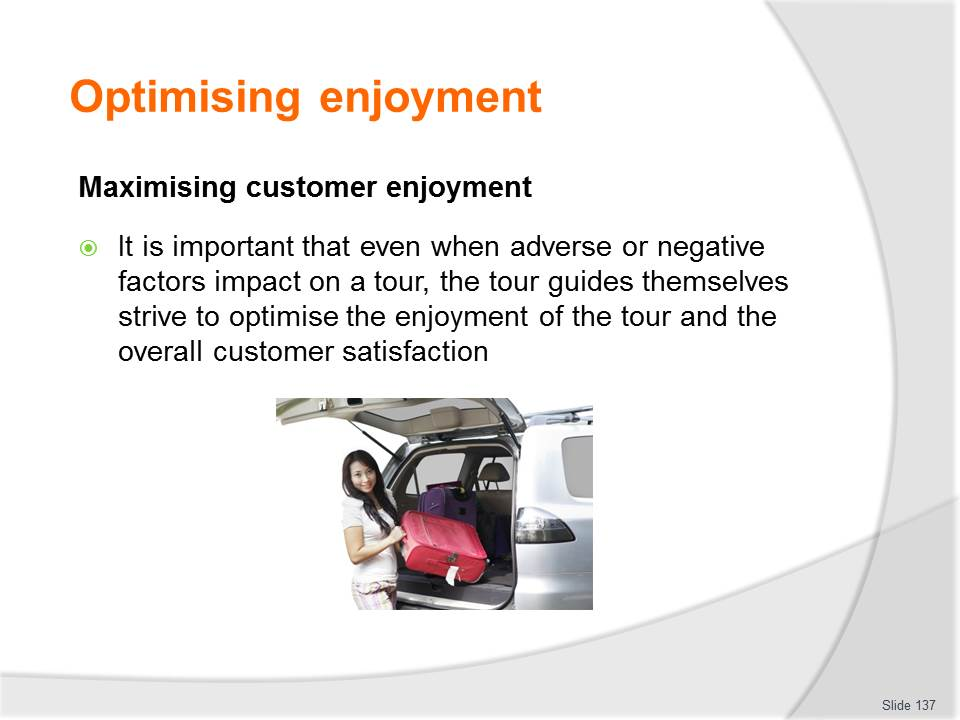 Optimising enjoyment
Maximising customer enjoyment
It is important that even when adverse or negative
factors impact on a tour, the tour guides themselves
strive to optimise the enjoyment of the tour and the
overall customer satisfaction
Slide 137